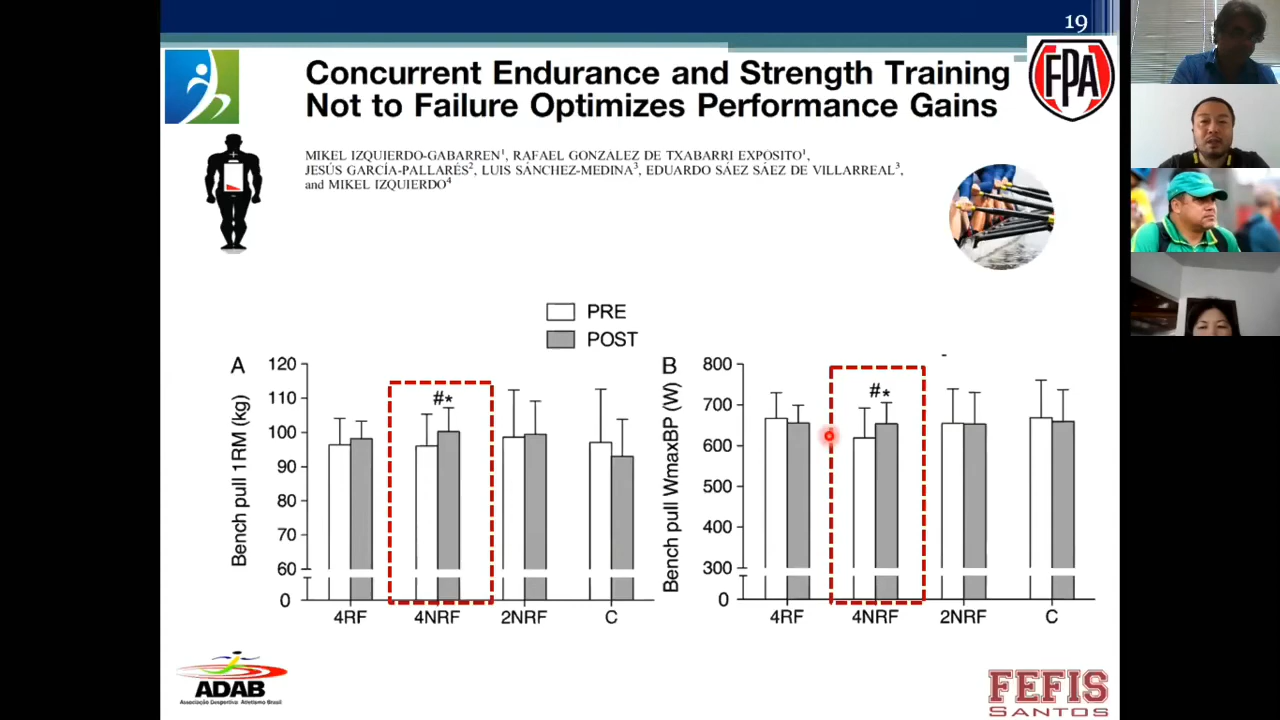 19
Concurrent Endurance and Strength Training
Not to Failure Optimizes Performance Gains
FPA
MIKEL IZQUIERDO-GABARREN¹, RAFAEL GONZALEZ DE TXABARRI EXPÓSITO¹,
JESÚS GARCÍA-PALLARÉS², LUIS SÁNCHEZ-MEDINA³, EDUARDO SÁEZ SÁEZ DE VILLARREAL³,
and MIKEL IZQUIERDO⁴
PRE
POST
A
Bench pull 1RM (kg)
120
110
100
90
80
70
60
0
#*
4RF 4NRF 2NRF C
B
Bench pull WmaxBP (W)
800
700
600
500
400
300
0
#*
4RF 4NRF 2NRF C
ADAB
Associação Desportiva Atletismo Brasil
FEFIS
SANTOS